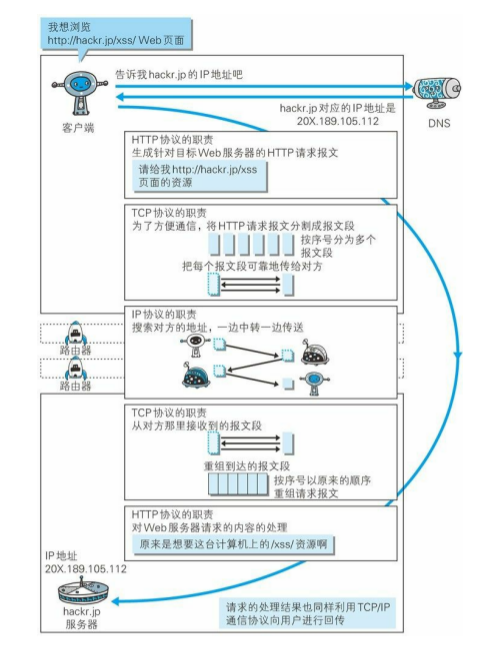 我想浏览
http://hackr.jp/xss/ Web 页面
告诉我hackr.jp的IP地址吧
客户端
hackr.jp对应的IP地址是
20X.189.105.112
DNS
HTTP协议的职责
生成针对目标Web服务器的HTTP请求报文
请给我http://hackr.jp/xss
页面的资源
TCP协议的职责
为了方便通信，将HTTP请求报文分割成报文段
按序号分为多个
报文段
把每个报文段可靠地传给对方
IP协议的职责
搜索对方的地址，一边中转一边传送
路由器
路由器
TCP协议的职责
从对方那里接收到的报文段
重组到达的报文段
按序号以原来的顺序
重组请求报文
HTTP协议的职责
对Web服务器请求的内容的处理
原来是想要这台计算机上的/xss/资源啊
IP地址
20X.189.105.112
hackr.jp
服务器
请求的处理结果也同样利用TCP/IP
通信协议向用户进行回传